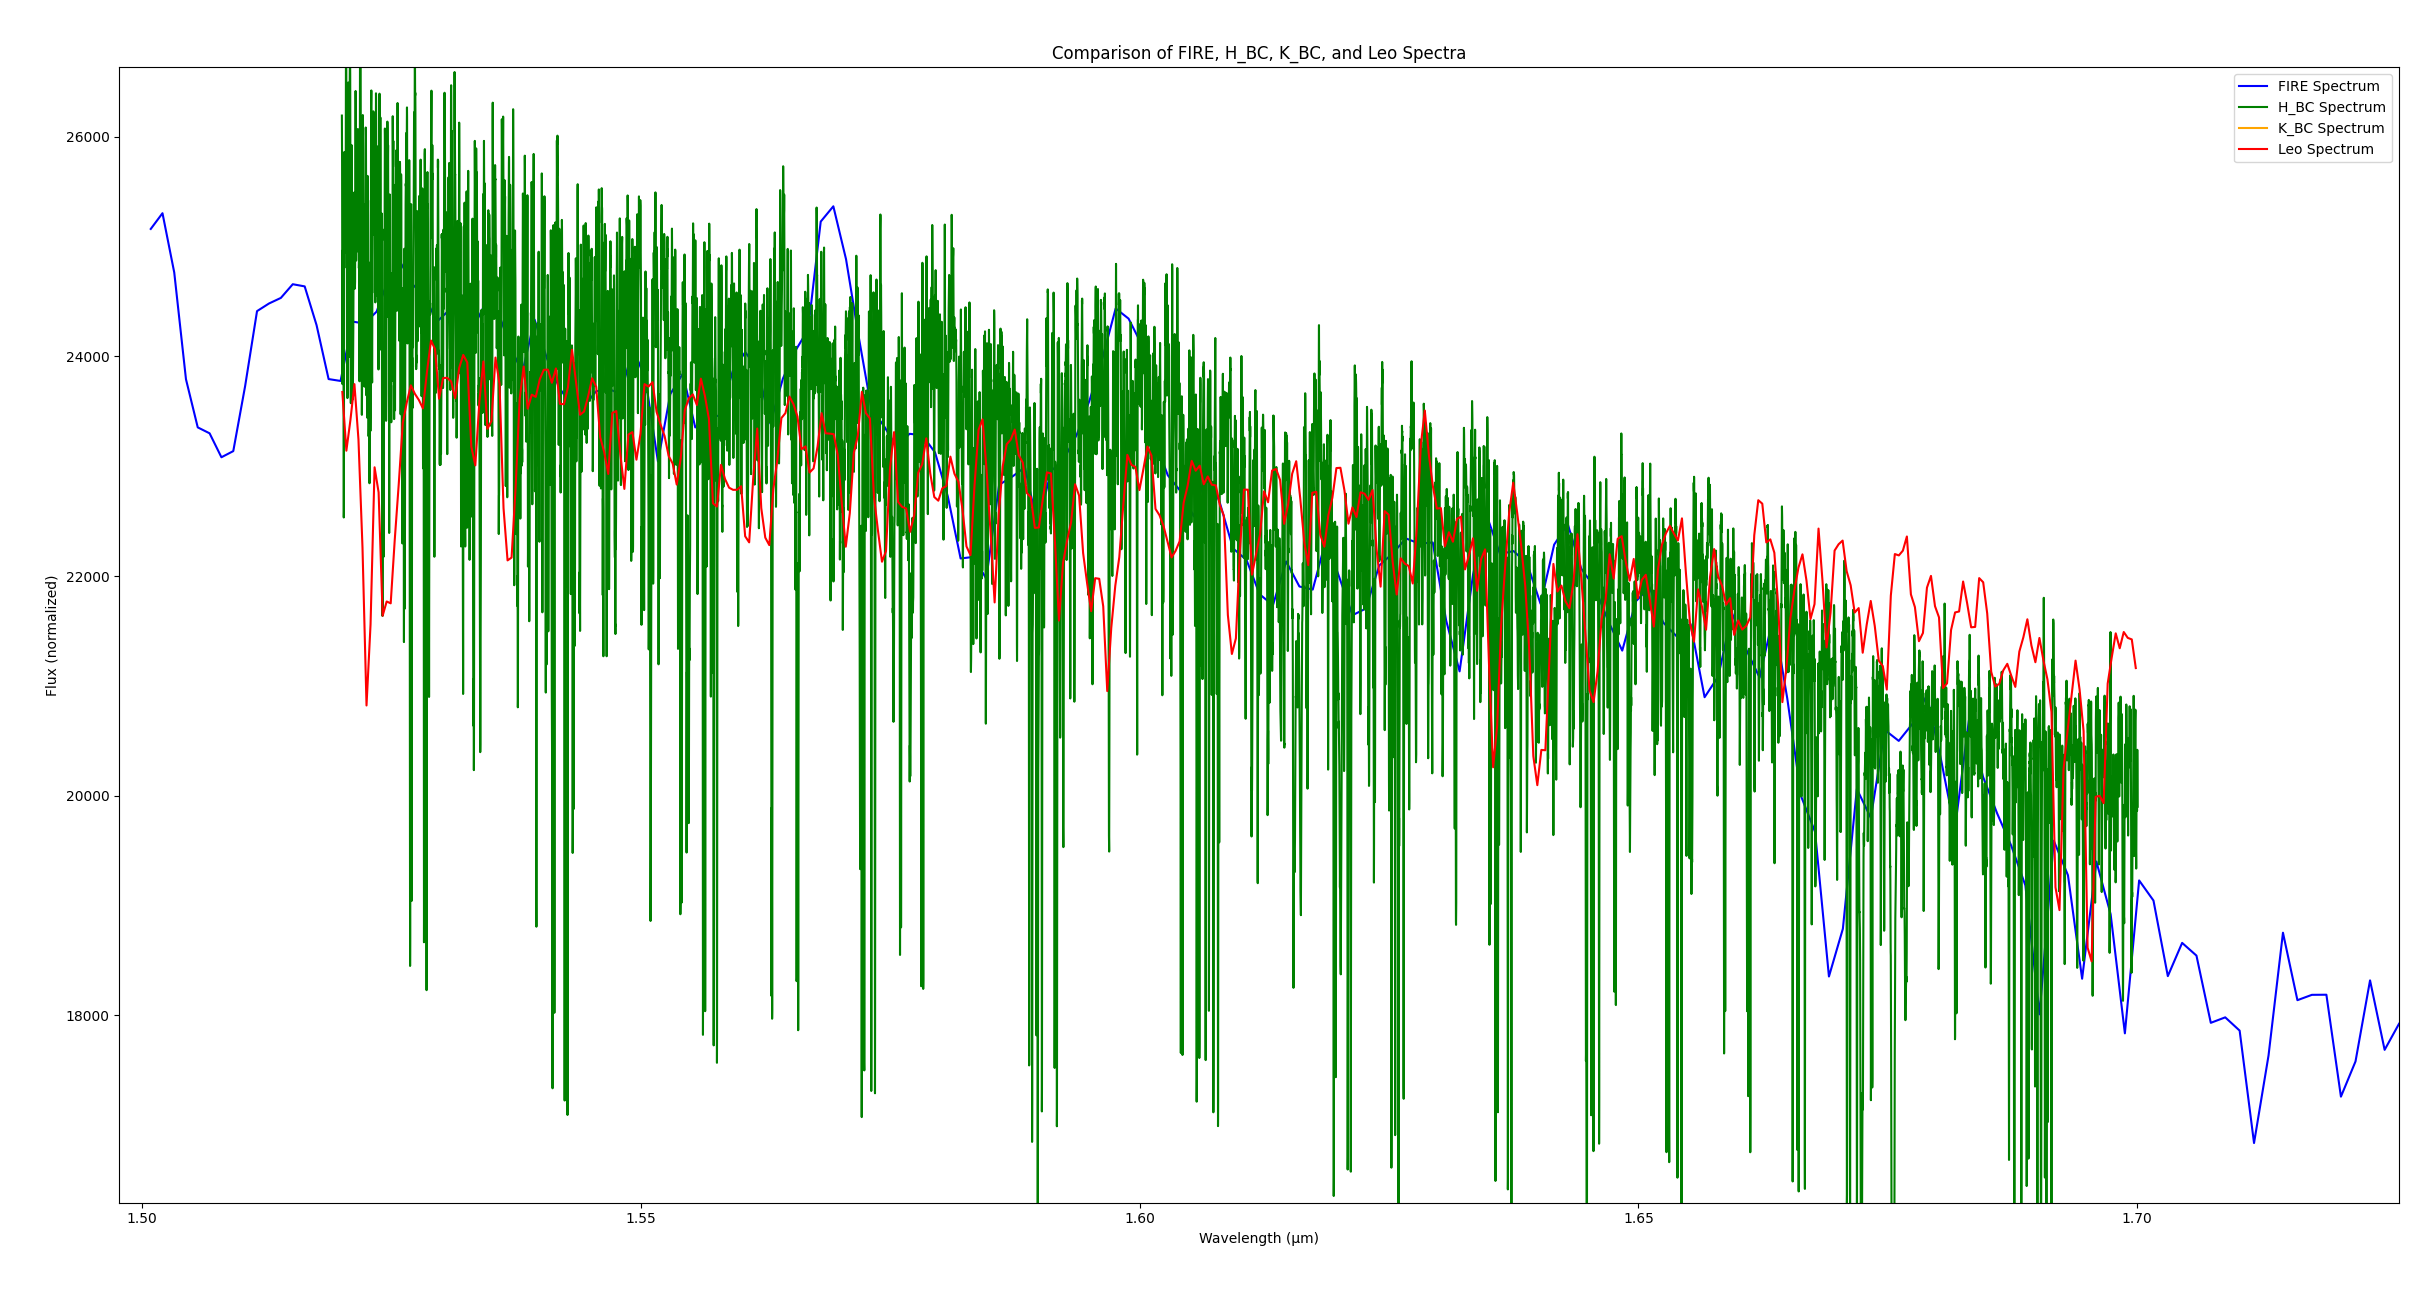 Comparison of FIRE, H_BC, K_BC, and Leo Spectra
FIRE Spectrum
H_BC Spectrum
K_BC Spectrum
Leo Spectrum
Flux (normalized)
26000
24000
22000
20000
18000
1.50
1.55
1.60
1.65
1.70
Wavelength (μm)